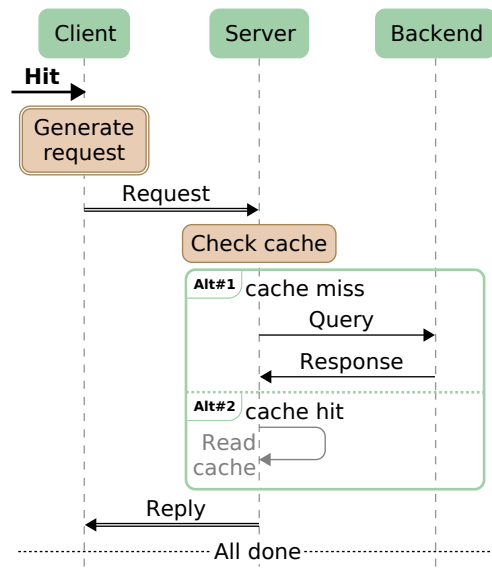 Client
Server
Backend
Hit
Generate
request
Request
Check cache
Alt#1 cache miss
Query
Response
Alt#2 cache hit
Read
cache
Reply
All done